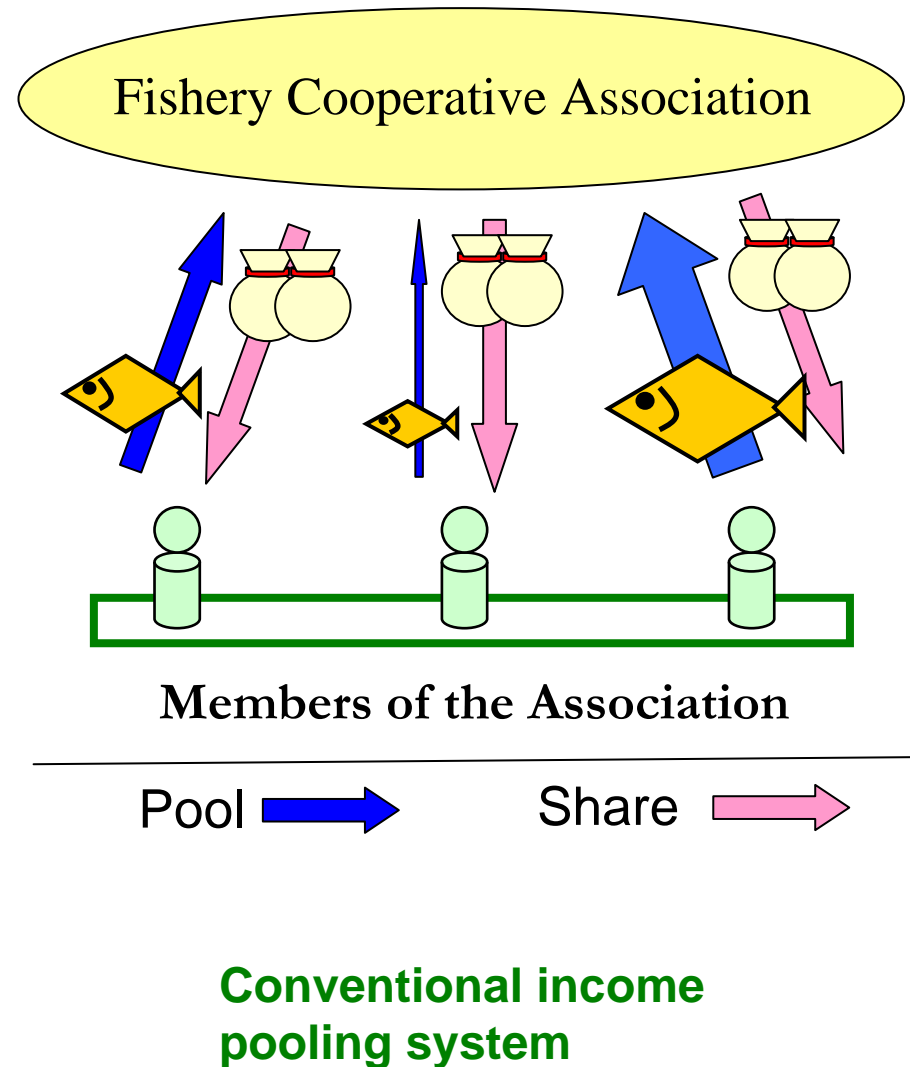 Fishery Cooperative Association
Members of the Association
Pool Share
Conventional income
pooling system